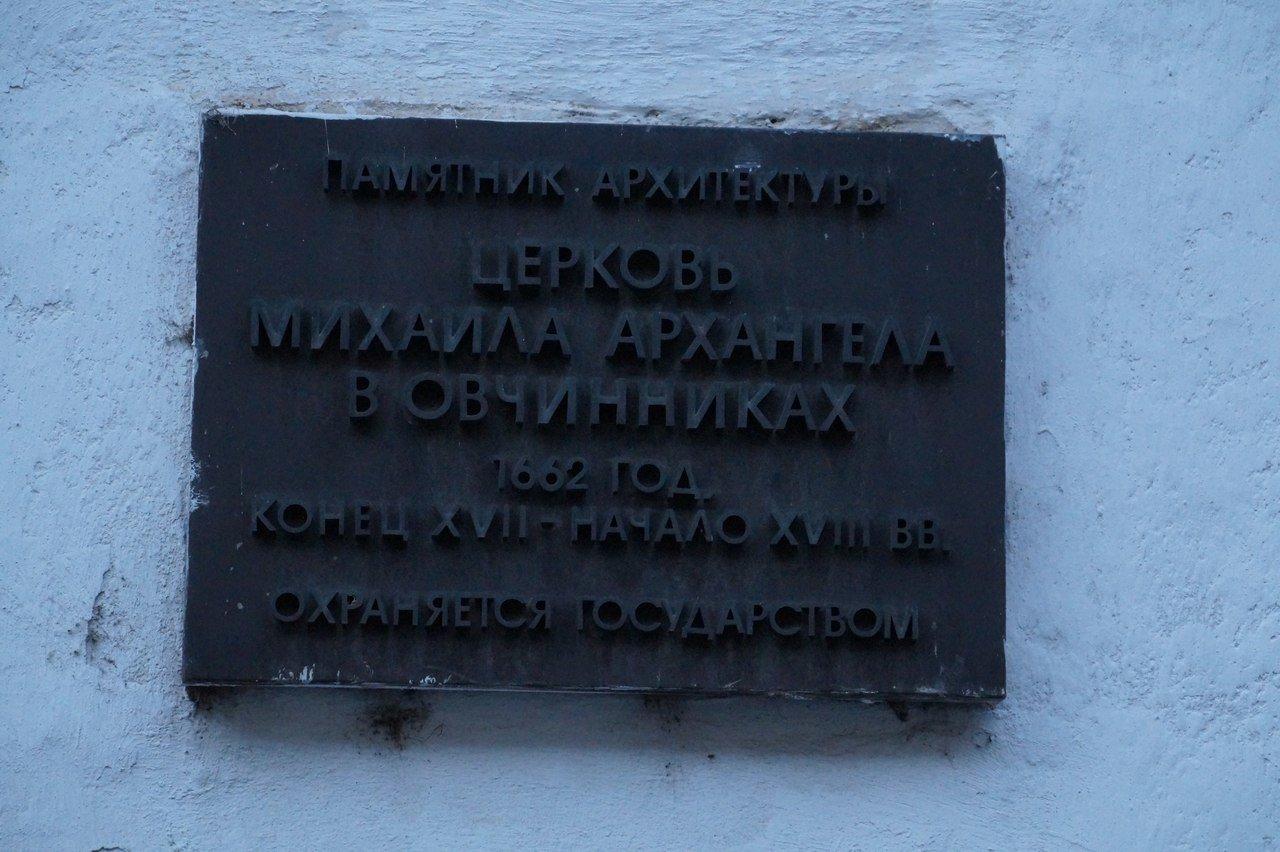 ПАМЯТНИК АРХИТЕКТУРЫ
ЦЕРКОВЬ
МИХАИЛА АРХАНГЕЛА
В ОВЧИННИКАХ
1662 ГОД,
КОНЕЦ XVII - НАЧАЛО XVIII ВВ.
ОХРАНЯЕТСЯ ГОСУДАРСТВОМ